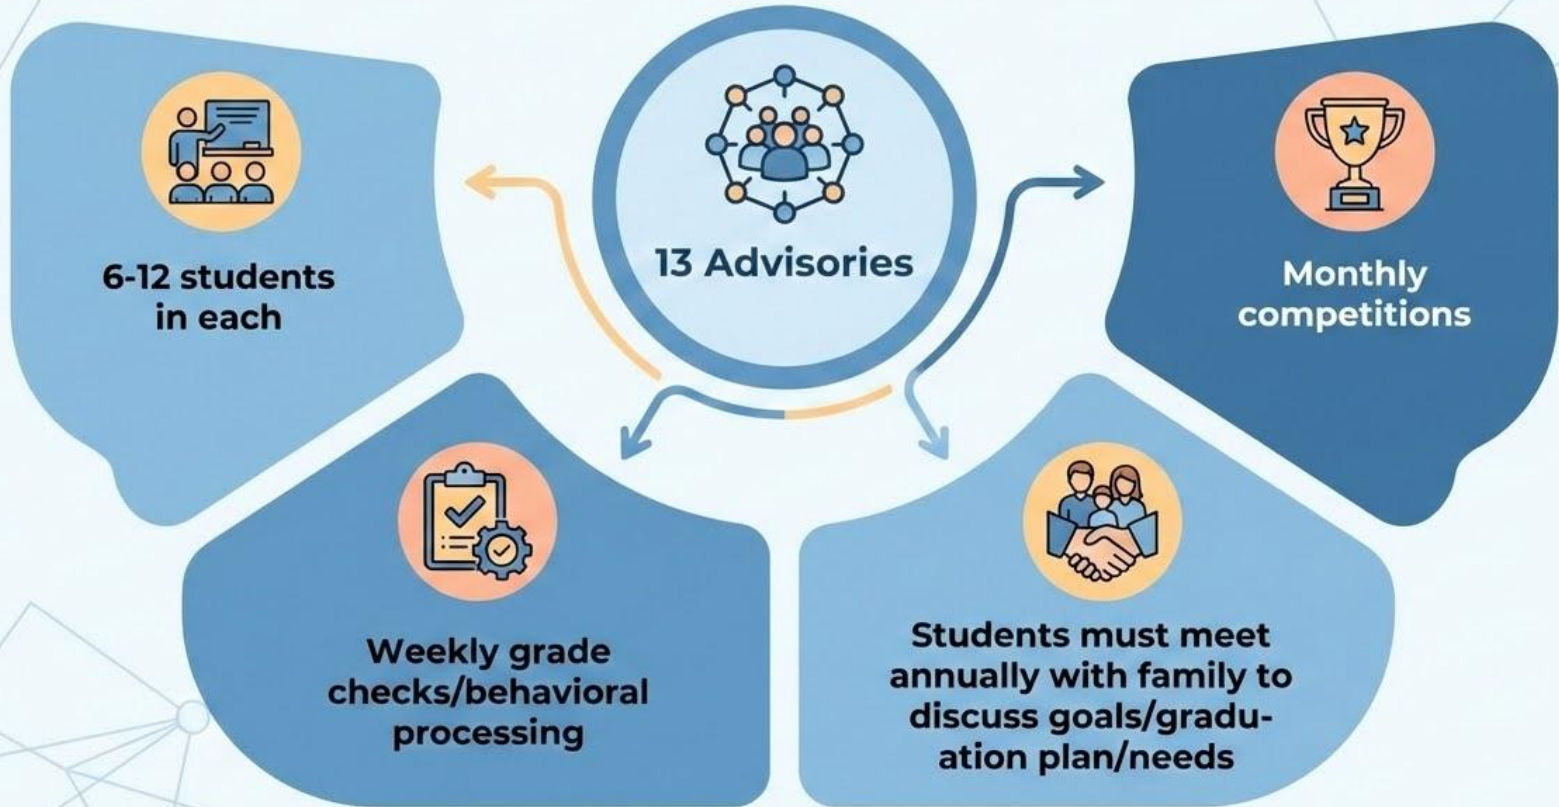 13 Advisories
6-12 students
in each
Weekly grade
checks/behavioral
processing
Students must meet
annually with family to
discuss goals/gradu-
ation plan/needs
Monthly
competitions